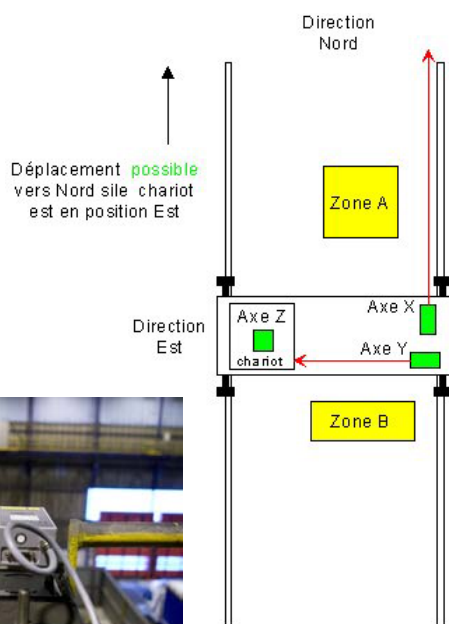 Direction
Nord
Déplacement possible
vers Nord sile chariot
est en position Est
Zone A
Direction
Est
Axe Z
chariot
Axe X
Axe Y
Zone B